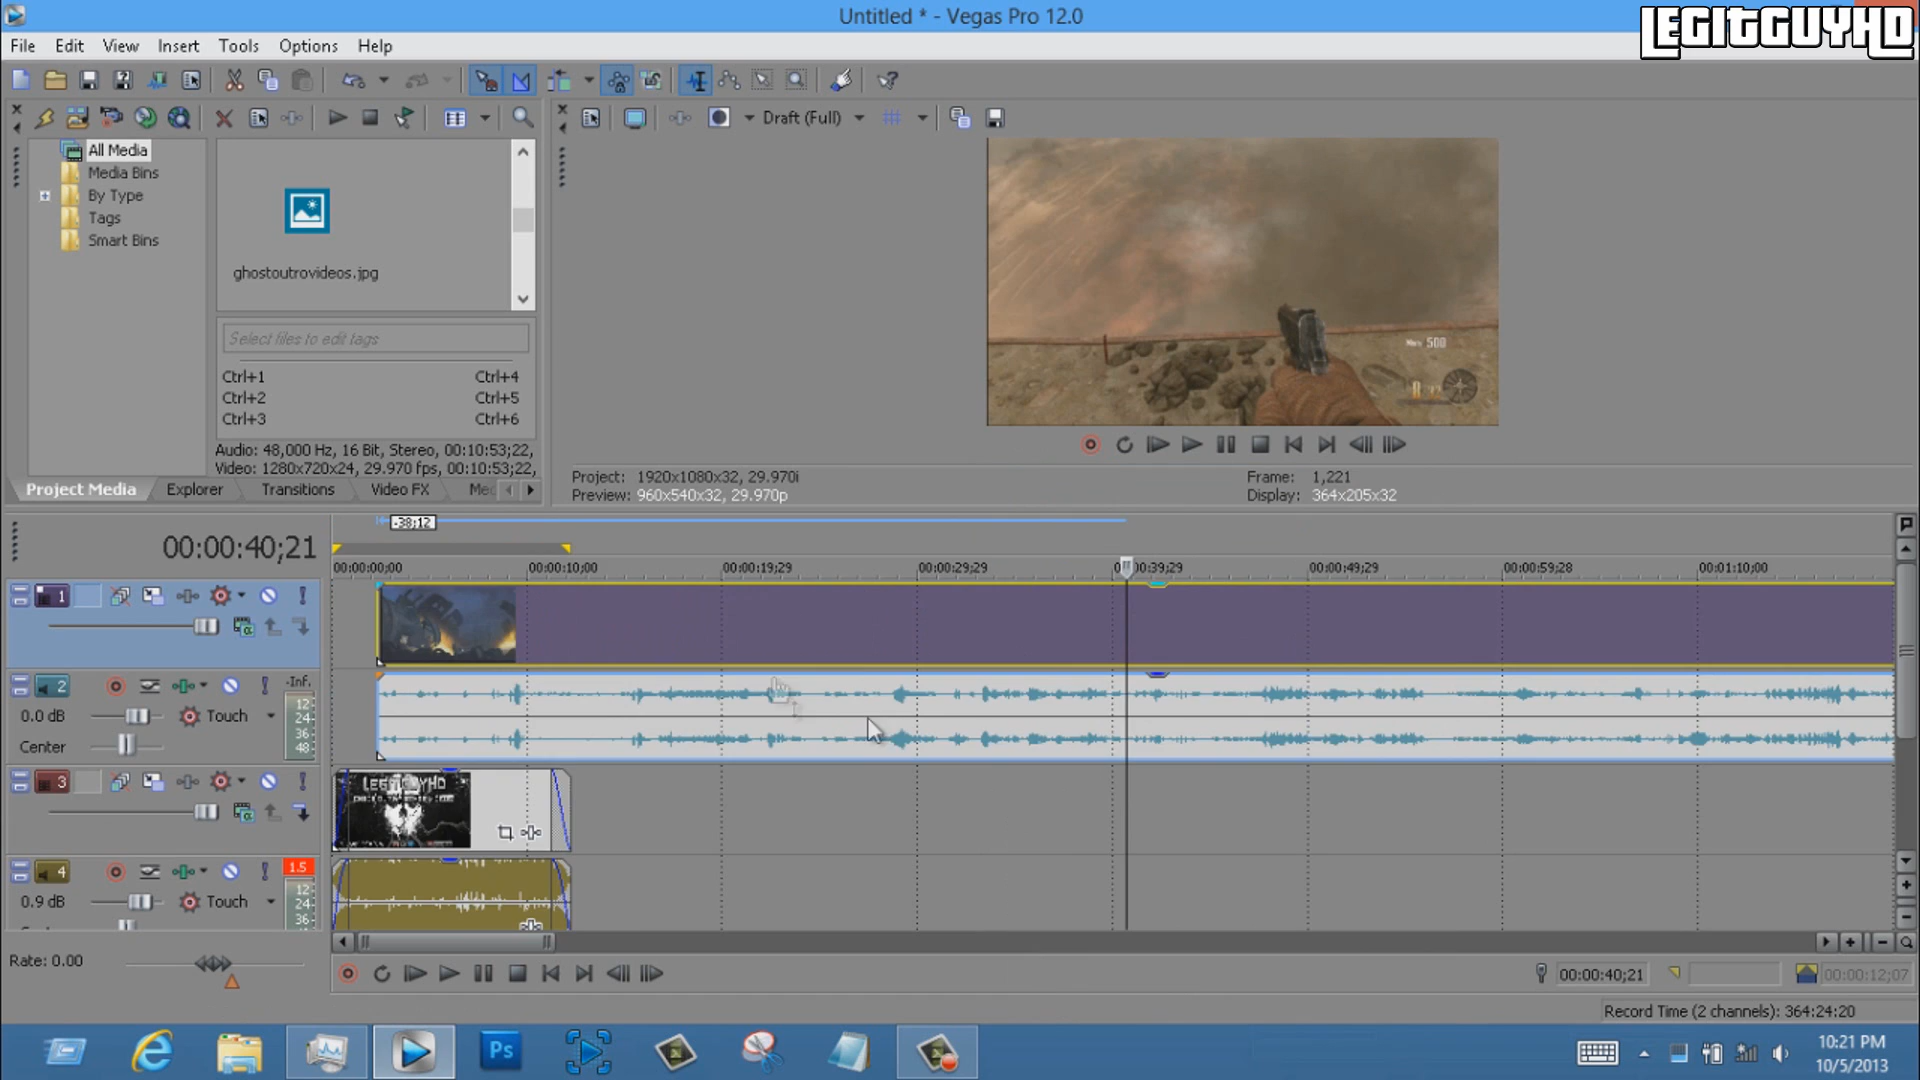 Untitled * - Vegas Pro 12.0
LEGITGUYHD
File Edit View Insert Tools Options Help
Draft (Full)
All Media
Media Bins
By Type
Tags
Smart Bins
ghostoutrovideos.jpg
Select files to edit tags
Ctrl+1 Ctrl+4
Ctrl+2 Ctrl+5
Ctrl+3 Ctrl+6
Audio: 48,000 Hz, 16 Bit, Stereo, 00:10:53;22,
Video: 1280x720x24, 29.970 fps, 00:10:53;22,
Project Media Explorer Transitions Video FX Med
500
Project: 1920x1080x32, 29.970i
Preview: 960x540x32, 29.970p
Frame: 1,221
Display: 364x205x32
-38;12
00:00:40;21
00:00:00;00 00:00:10;00 00:00:19;29 00:00:29;29 00:00:39;29 00:00:49;29 00:00:59;28 00:01:10;00
1
2
-Inf.
12
24
36
48
0.0 dB Touch
Center
3
LEGITGUYHD
4
1.5
12
24
36
0.9 dB Touch
Rate: 0.00
00:00:40;21
00:00:12;07
Record Time (2 channels): 364:24:20
Ps
10:21 PM
10/5/2013